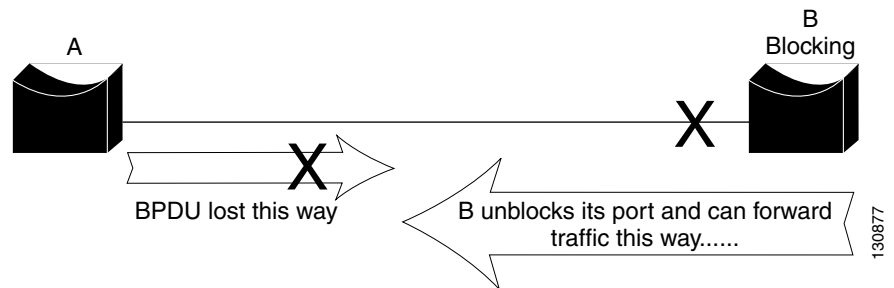 A
B
Blocking
X
X
BPDU lost this way
B unblocks its port and can forward
traffic this way......
130877